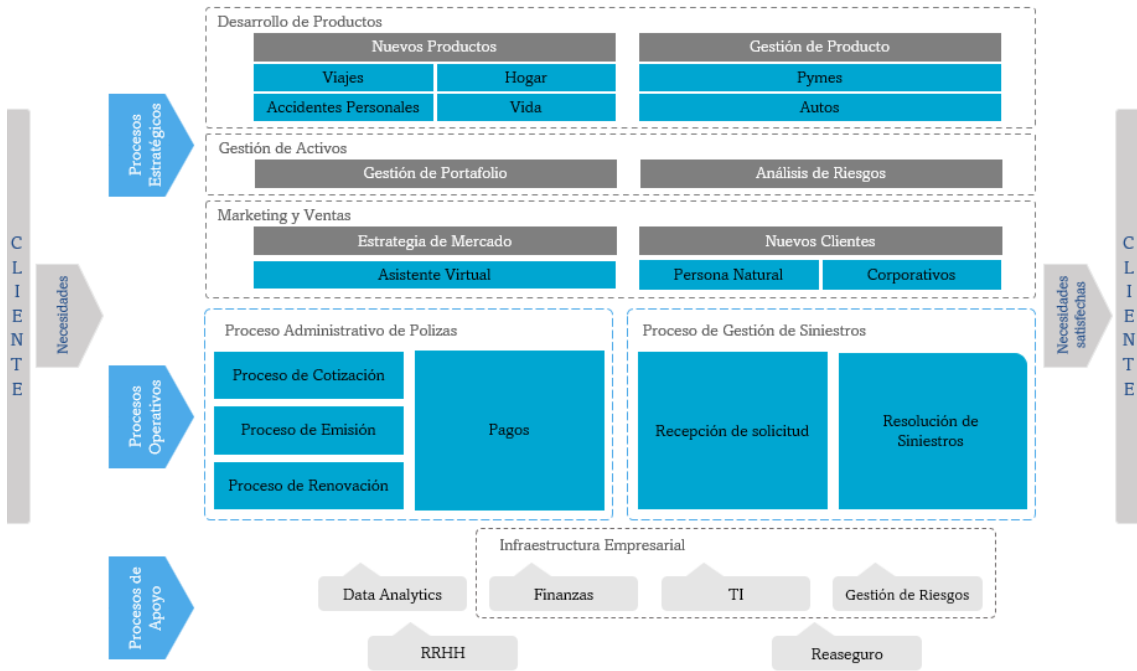 CLIENTE
Necesidades
Procesos
Estratégicos
Desarrollo de Productos
Nuevos Productos
Gestión de Producto
Viajes
Hogar
Pymes
Accidentes Personales
Vida
Autos
Gestión de Activos
Gestión de Portafolio
Análisis de Riesgos
Marketing y Ventas
Estrategia de Mercado
Nuevos Clientes
Asistente Virtual
Persona Natural
Corporativos
Procesos
Operativos
Proceso Administrativo de Polizas
Proceso de Cotización
Proceso de Emisión
Proceso de Renovación
Pagos
Proceso de Gestión de Siniestros
Recepción de solicitud
Resolución de
Siniestros
Procesos de
Apoyo
Infraestructura Empresarial
Data Analytics
Finanzas
TI
Gestión de Riesgos
RRHH
Reaseguro
Necesidades
satisfechas
CLIENTE